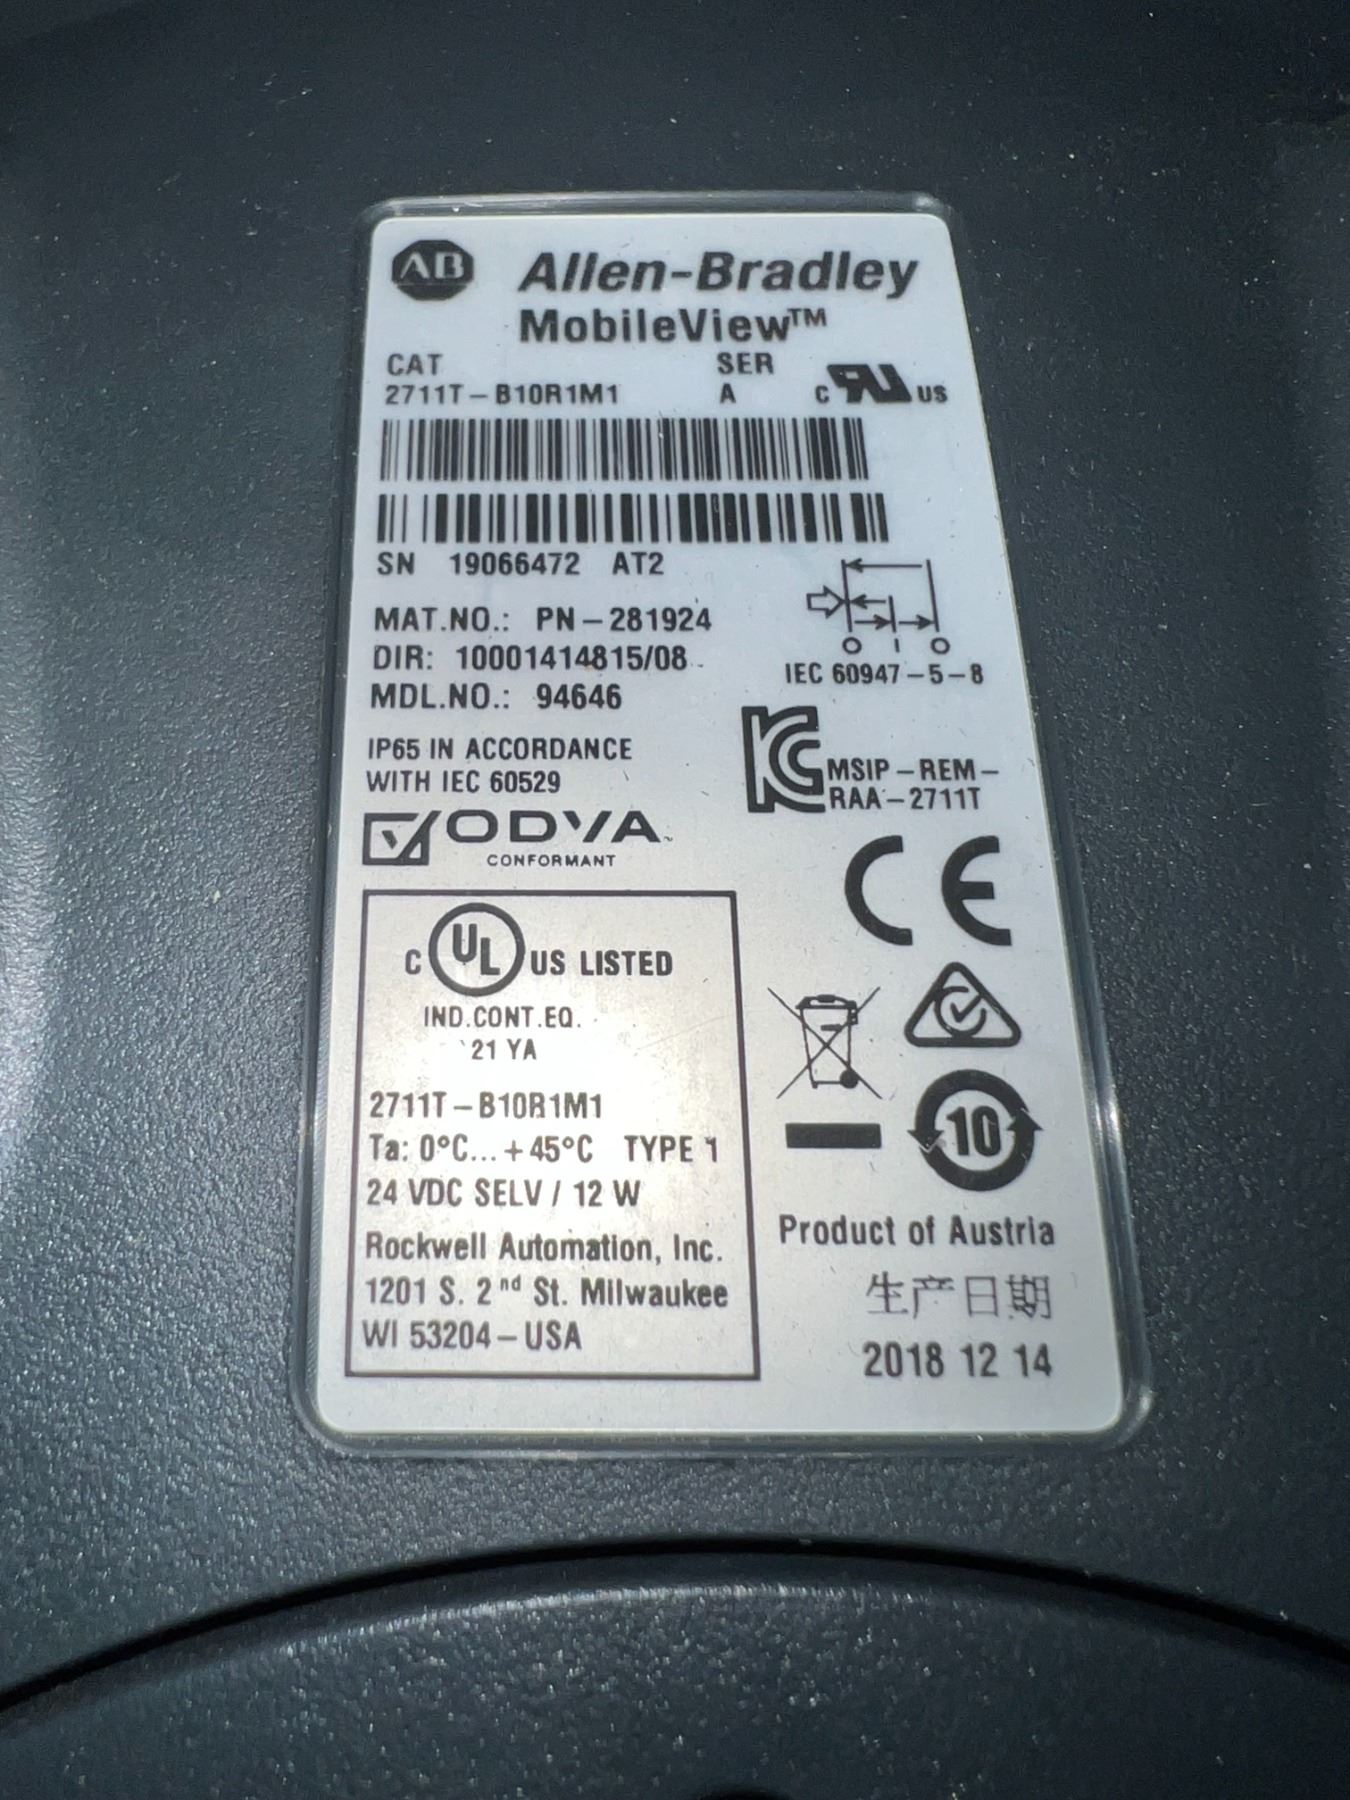 AB Allen-Bradley
MobileView™
CAT SER
2711T-B10R1M1 A c RU US
SN 19066472 AT2
MAT.NO.: PN-281924
DIR: 10001414815/08
MDL.NO.: 94646
O I O
IEC 60947-5-8
IP65 IN ACCORDANCE
WITH IEC 60529
KC MSIP-REM-
RAA-2711T
ODVA
CONFORMANT
CE
C UL US LISTED
IND.CONT.EQ.
21 YA
2711T-B10R1M1
Ta: 0°C...+45°C TYPE 1
24 VDC SELV / 12 W
Rockwell Automation, Inc.
1201 S. 2nd St. Milwaukee
WI 53204-USA
10
Product of Austria
生产日期
2018 12 14